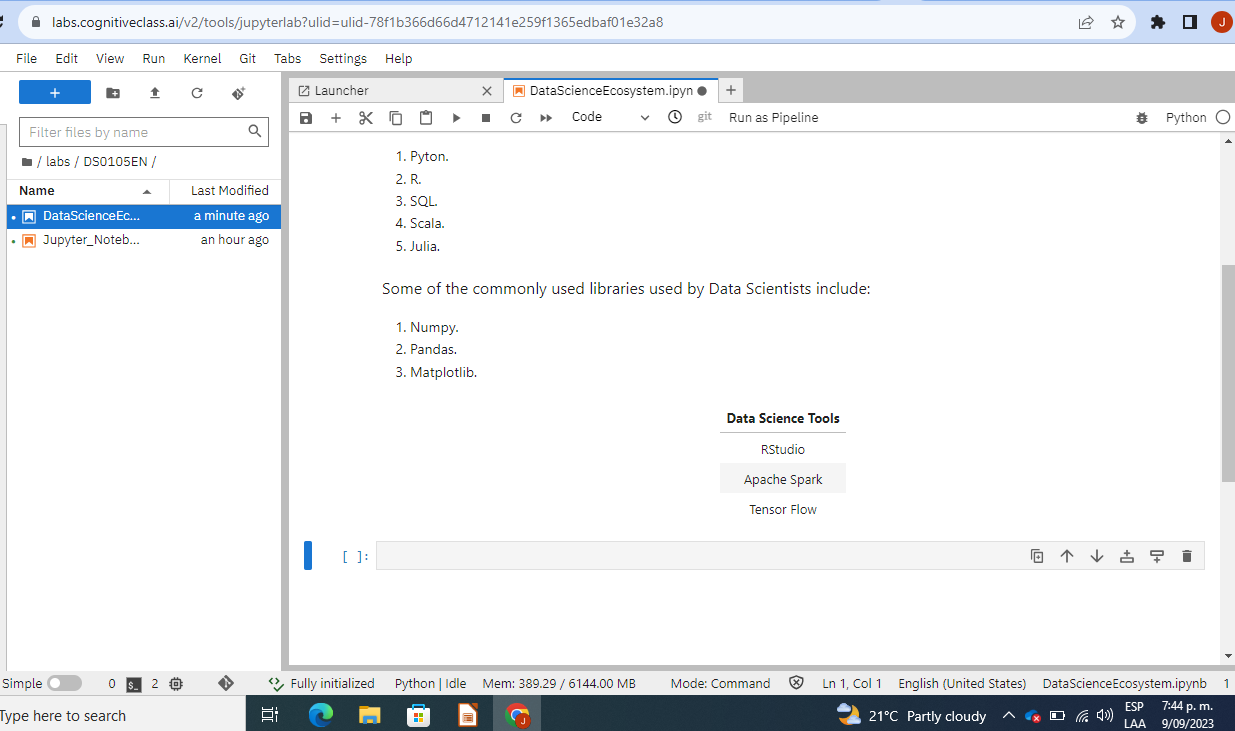 labs.cognitiveclass.ai/v2/tools/jupyterlab?ulid=ulid-78f1b366d66d4712141e259f1365edbaf01e32a8
J
File Edit View Run Kernel Git Tabs Settings Help
Launcher
DataScienceEcosystem.ipyn
Code
git
Run as Pipeline
Python
Filter files by name
/ labs / DS0105EN /
Name
Last Modified
DataScienceEc... a minute ago
Jupyter_Noteb... an hour ago
1. Pyton.
2. R.
3. SQL.
4. Scala.
5. Julia.
Some of the commonly used libraries used by Data Scientists include:
1. Numpy.
2. Pandas.
3. Matplotlib.
Data Science Tools
RStudio
Apache Spark
Tensor Flow
[ ]:
Simple 0 $_ 2 Fully initialized Python | Idle Mem: 389.29 / 6144.00 MB Mode: Command Ln 1, Col 1 English (United States) DataScienceEcosystem.ipynb 1
Type here to search
J
21°C Partly cloudy
ESP
LAA
7:44 p. m.
9/09/2023